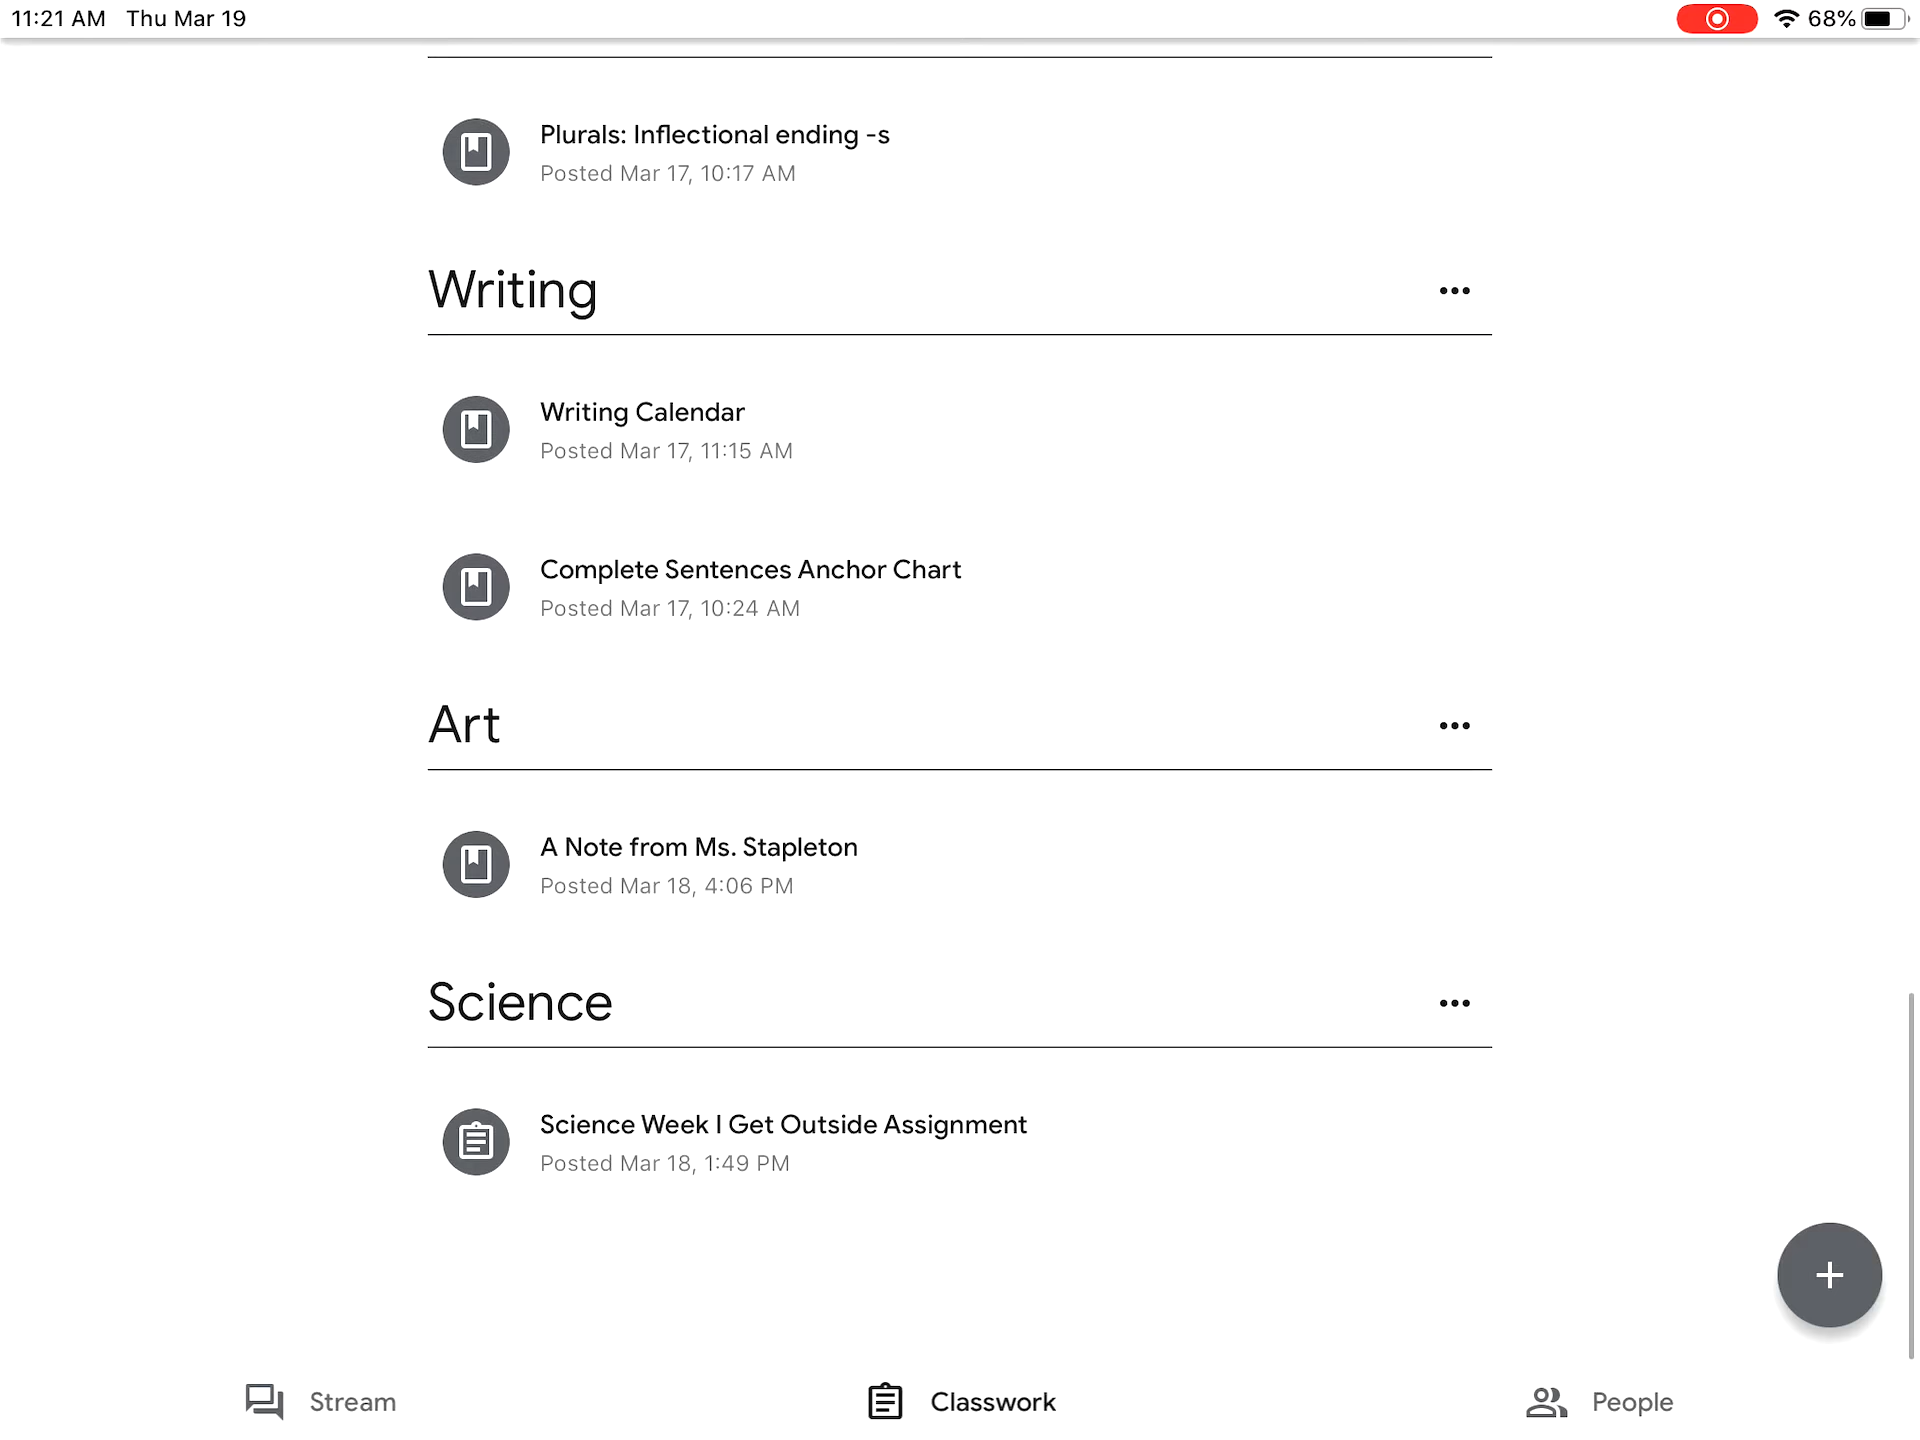 11:21 AM Thu Mar 19 68%
Plurals: Inflectional ending -s
Posted Mar 17, 10:17 AM
Writing
Writing Calendar
Posted Mar 17, 11:15 AM
Complete Sentences Anchor Chart
Posted Mar 17, 10:24 AM
Art
A Note from Ms. Stapleton
Posted Mar 18, 4:06 PM
Science
Science Week I Get Outside Assignment
Posted Mar 18, 1:49 PM
Stream Classwork People